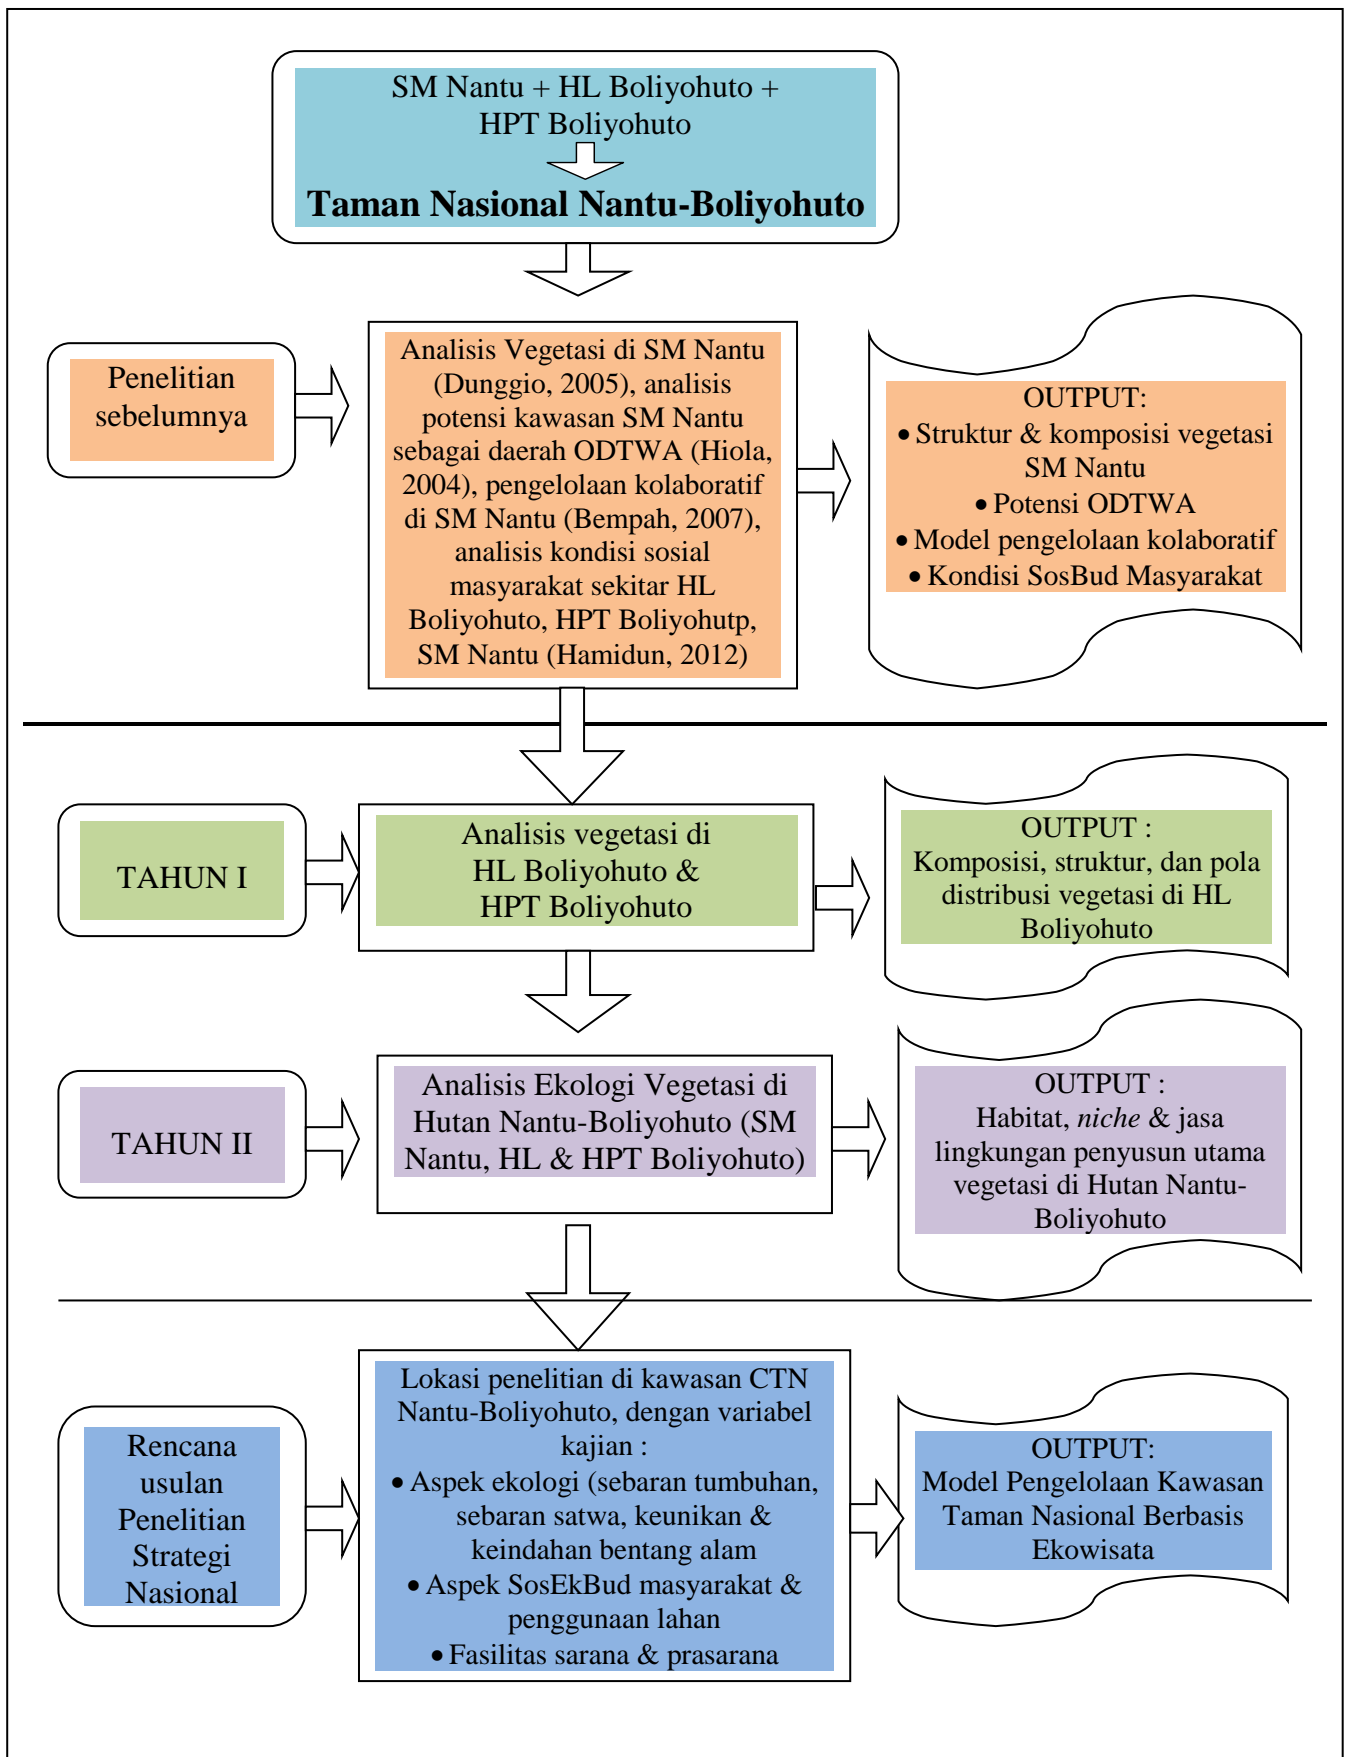 SM Nantu + HL Boliyohuto +
HPT Boliyohuto
Taman Nasional Nantu-Boliyohuto
Penelitian
sebelumnya
Analisis Vegetasi di SM Nantu
(Dunggio, 2005), analisis
potensi kawasan SM Nantu
sebagai daerah ODTWA (Hiola,
2004), pengelolaan kolaboratif
di SM Nantu (Bempah, 2007),
analisis kondisi sosial
masyarakat sekitar HL
Boliyohuto, HPT Boliyohutp,
SM Nantu (Hamidun, 2012)
OUTPUT:
• Struktur & komposisi vegetasi
SM Nantu
• Potensi ODTWA
• Model pengelolaan kolaboratif
• Kondisi SosBud Masyarakat
TAHUN I
Analisis vegetasi di
HL Boliyohuto &
HPT Boliyohuto
OUTPUT :
Komposisi, struktur, dan pola
distribusi vegetasi di HL
Boliyohuto
TAHUN II
Analisis Ekologi Vegetasi di
Hutan Nantu-Boliyohuto (SM
Nantu, HL & HPT Boliyohuto)
OUTPUT :
Habitat, niche & jasa
lingkungan penyusun utama
vegetasi di Hutan Nantu-
Boliyohuto
Rencana
usulan
Penelitian
Strategi
Nasional
Lokasi penelitian di kawasan CTN
Nantu-Boliyohuto, dengan variabel
kajian :
• Aspek ekologi (sebaran tumbuhan,
sebaran satwa, keunikan &
keindahan bentang alam
• Aspek SosEkBud masyarakat &
penggunaan lahan
• Fasilitas sarana & prasarana
OUTPUT:
Model Pengelolaan Kawasan
Taman Nasional Berbasis
Ekowisata